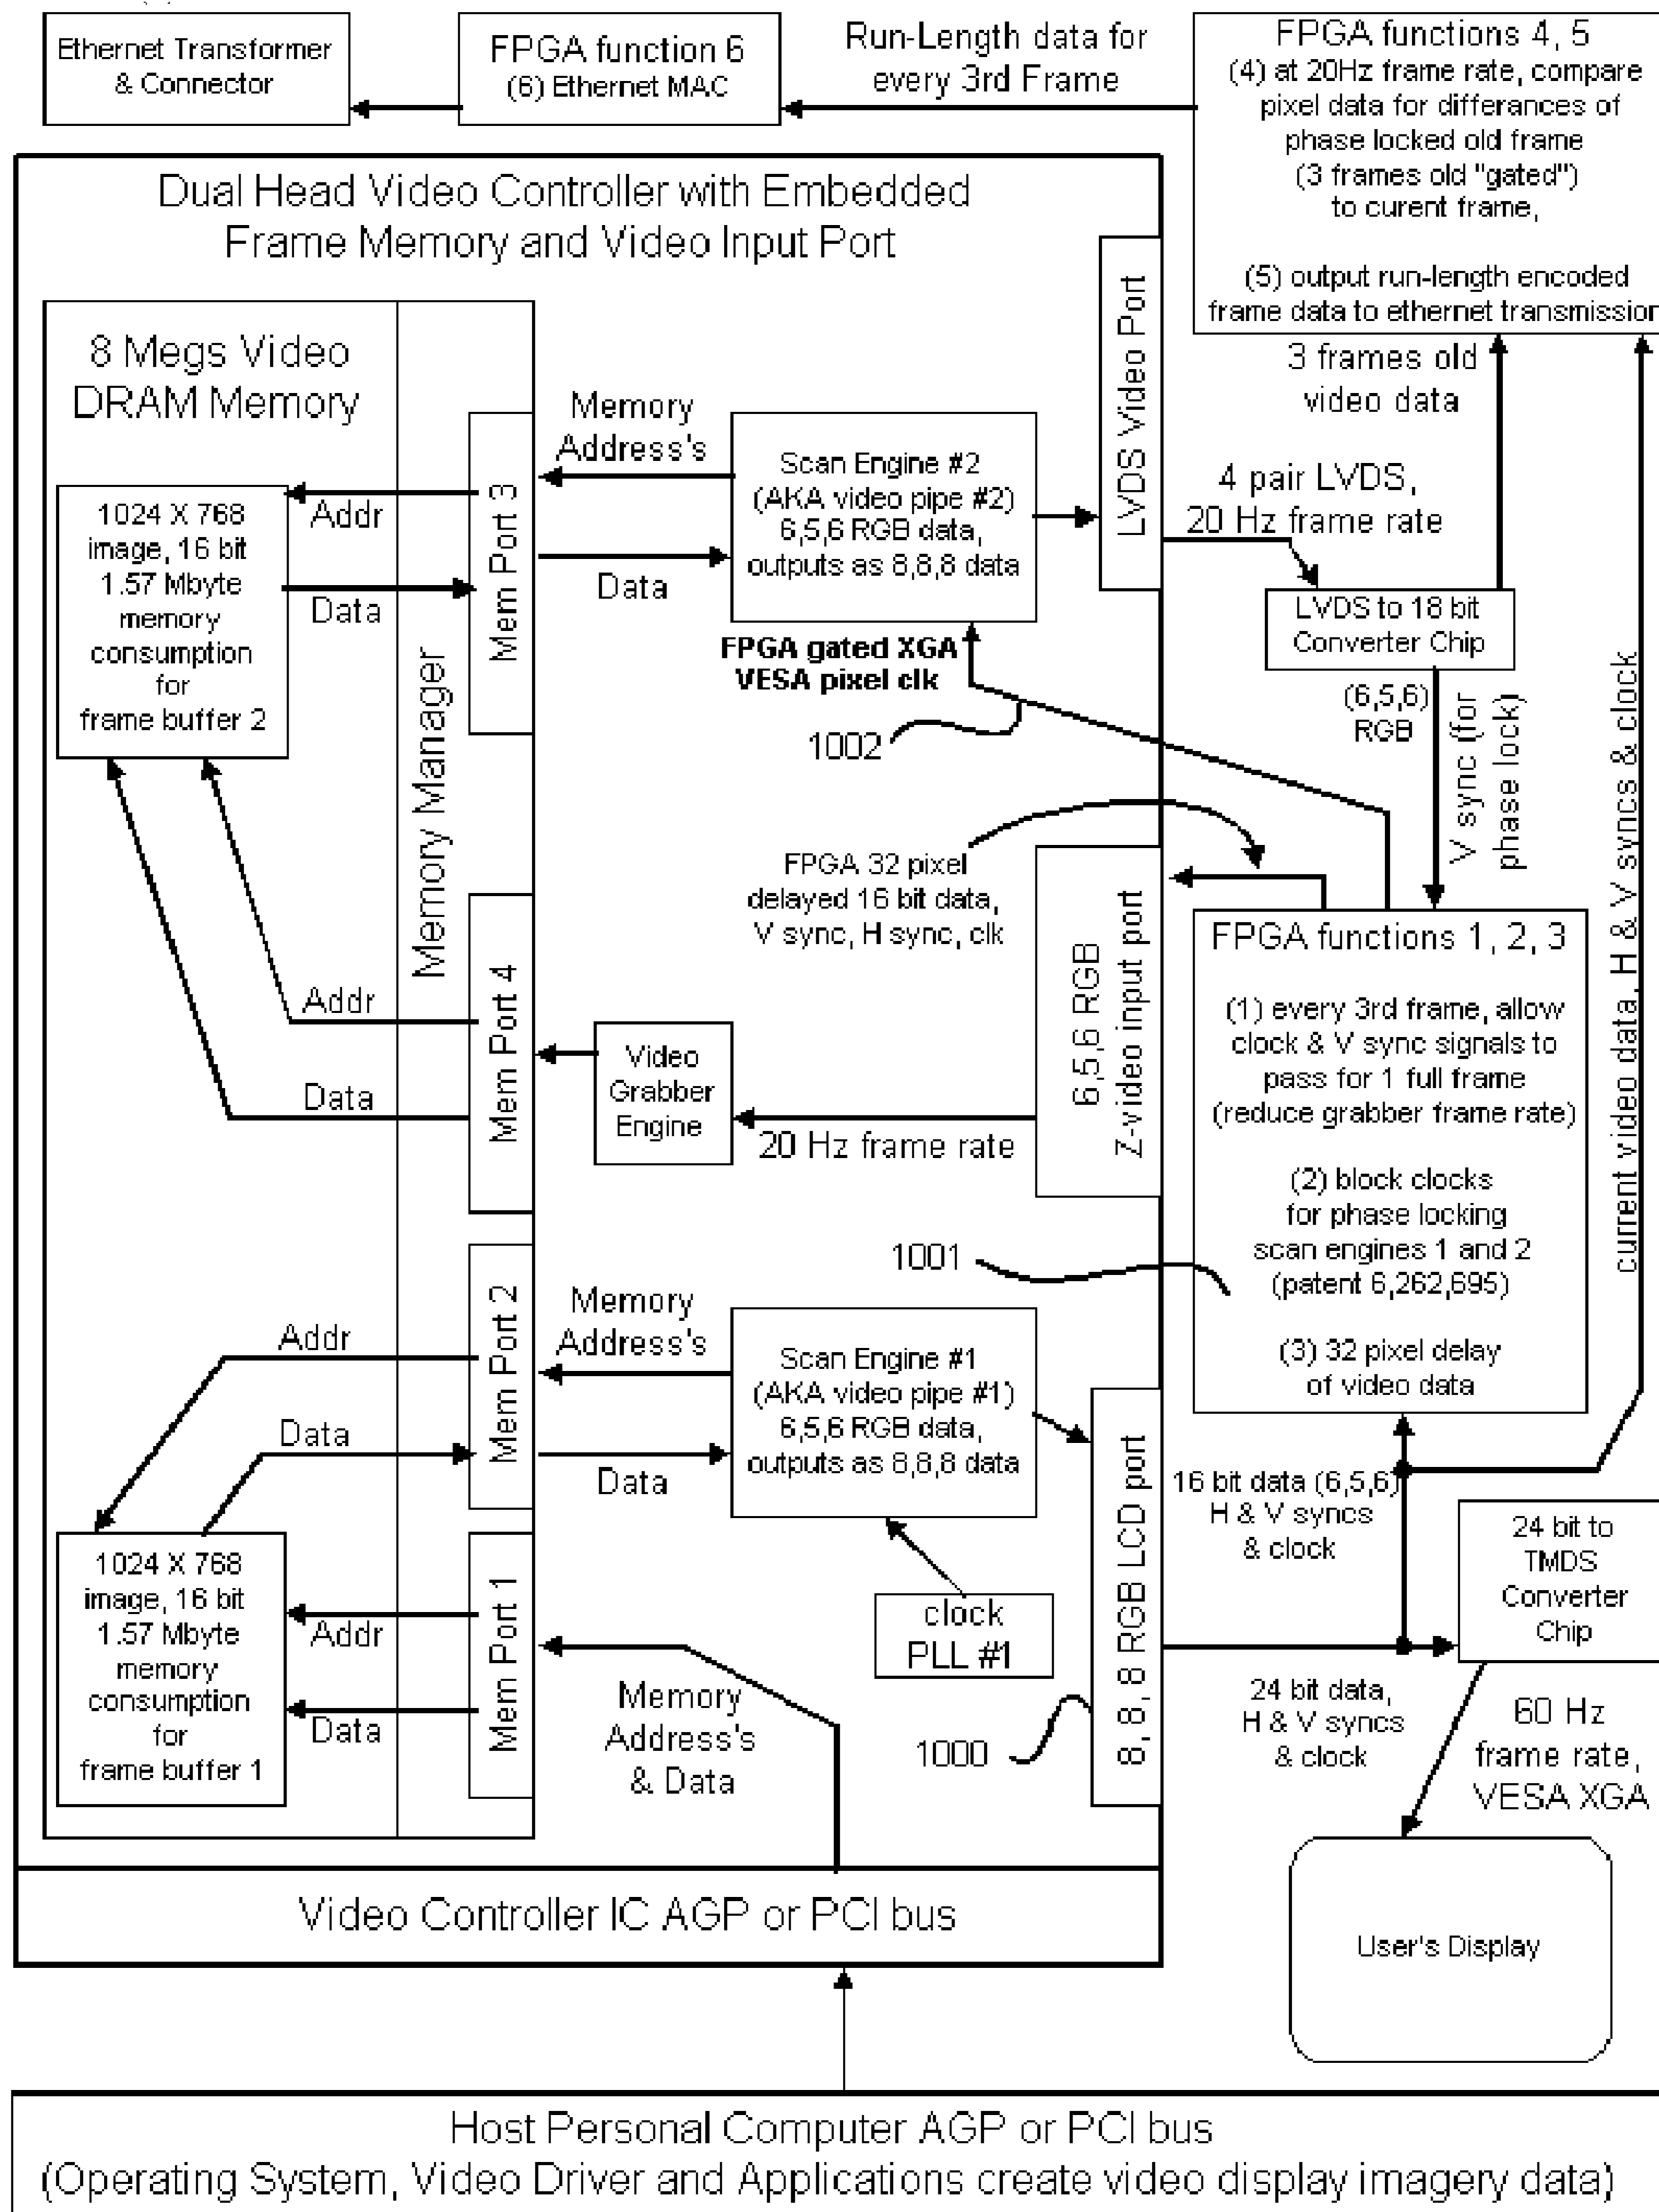 Ethernet Transformer
& Connector
FPGA function 6
(6) Ethernet MAC
Run-Length data for
every 3rd Frame
FPGA functions 4, 5
(4) at 20Hz frame rate, compare
pixel data for differances of
phase locked old frame
(3 frames old "gated")
to curent frame,
(5) output run-length encoded
frame data to ethernet transmission
Dual Head Video Controller with Embedded
Frame Memory and Video Input Port
8 Megs Video
DRAM Memory
Memory Manager
1024 X 768
image, 16 bit
1.57 Mbyte
memory
consumption
for
frame buffer 2
Addr
Data
Mem Port 3
Memory
Address's
Data
Scan Engine #2
(AKA video pipe #2)
6,5,6 RGB data,
outputs as 8,8,8 data
LVDS Video Port
3 frames old
video data
4 pair LVDS,
20 Hz frame rate
LVDS to 18 bit
Converter Chip
(6,5,6)
RGB
V sync (for
phase lock)
current video data, H & V syncs & clock
FPGA gated XGA
VESA pixel clk
1002
FPGA 32 pixel
delayed 16 bit data,
V sync, H sync, clk
6,5,6 RGB
Z-video input port
FPGA functions 1, 2, 3
(1) every 3rd frame, allow
clock & V sync signals to
pass for 1 full frame
(reduce grabber frame rate)
(2) block clocks
for phase locking
scan engines 1 and 2
(patent 6,262,695)
(3) 32 pixel delay
of video data
Addr
Data
Mem Port 4
Video
Grabber
Engine
20 Hz frame rate
1001
Addr
Data
Mem Port 2
Memory
Address's
Data
Scan Engine #1
(AKA video pipe #1)
6,5,6 RGB data,
outputs as 8,8,8 data
8, 8, 8 RGB LCD port
16 bit data (6,5,6)
H & V syncs
& clock
24 bit to
TMDS
Converter
Chip
1024 X 768
image, 16 bit
1.57 Mbyte
memory
consumption
for
frame buffer 1
Addr
Data
Mem Port 1
Memory
Address's
& Data
clock
PLL #1
1000
24 bit data,
H & V syncs
& clock
60 Hz
frame rate,
VESA XGA
User's Display
Video Controller IC AGP or PCI bus
Host Personal Computer AGP or PCI bus
(Operating System, Video Driver and Applications create video display imagery data)